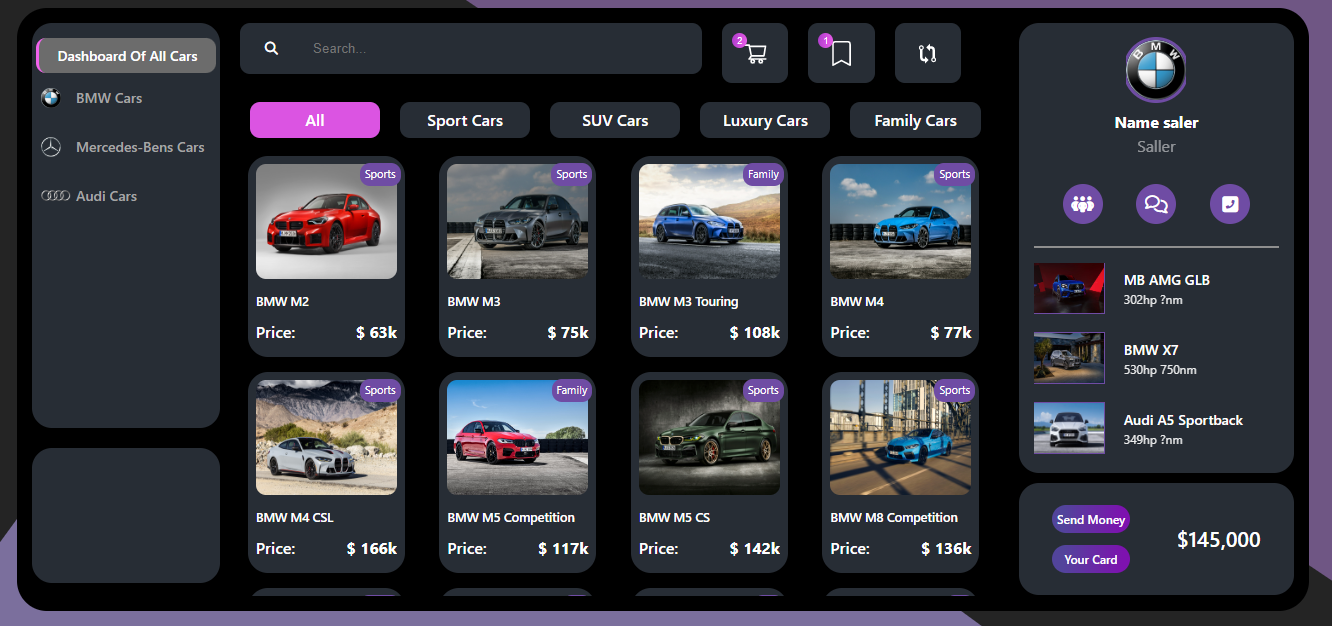 Dashboard Of All Cars
BMW Cars
Mercedes-Bens Cars
Audi Cars
Search...
2
1
All
Sport Cars
SUV Cars
Luxury Cars
Family Cars
Sports
BMW M2
Price: $ 63k
Sports
BMW M3
Price: $ 75k
Family
BMW M3 Touring
Price: $ 108k
Sports
BMW M4
Price: $ 77k
Sports
BMW M4 CSL
Price: $ 166k
Family
BMW M5 Competition
Price: $ 117k
Sports
BMW M5 CS
Price: $ 142k
Sports
BMW M8 Competition
Price: $ 136k
BMW
Name saler
Saller
MB AMG GLB
302hp ?nm
BMW X7
530hp 750nm
Audi A5 Sportback
349hp ?nm
Send Money
Your Card
$145,000